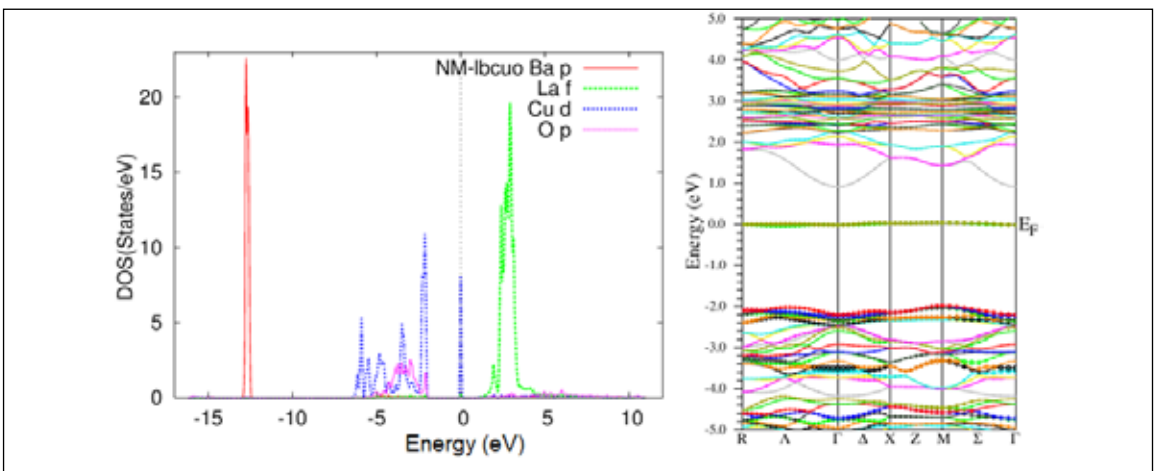 NM-lbcuo Ba p
La f
Cu d
O p
20
15
10
5
0
DOS(States/eV)
-15 -10 -5 0 5 10
Energy (eV)
5.0
4.0
3.0
2.0
1.0
0.0
-1.0
-2.0
-3.0
-4.0
-5.0
Energy (eV)
E_F
R Λ Γ Δ X Z M Σ Γ